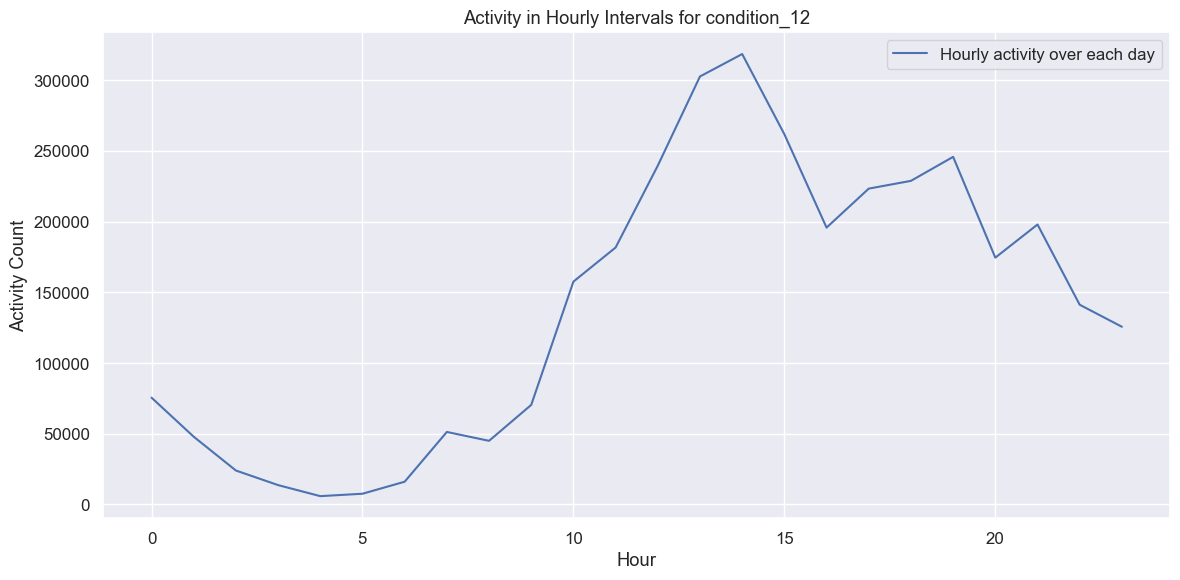 Activity in Hourly Intervals for condition_12
Hourly activity over each day
Activity Count
300000
250000
200000
150000
100000
50000
0
0 5 10 15 20
Hour